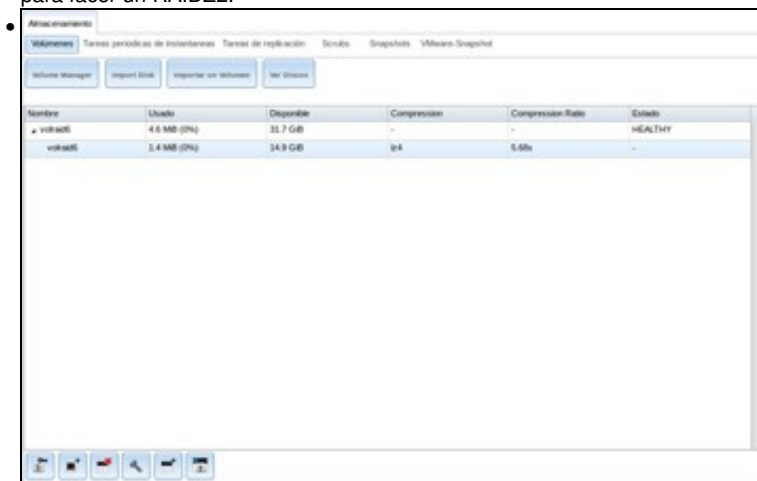 para facer un RAIDZ2.
Almacenamiento
Volúmenes Tareas periodicas de instantaneas Tareas de replicación Scrubs Snapshots VMware-Snapshot
Volume Manager Import Disk Importar un Volumen Ver Discos
Nombre Usado Disponible Compression Compression Ratio Estado
volraid6 4.6 MiB (0%) 31.7 GiB - - HEALTHY
volraid6 1.4 MiB (0%) 14.9 GiB lz4 5.68x -